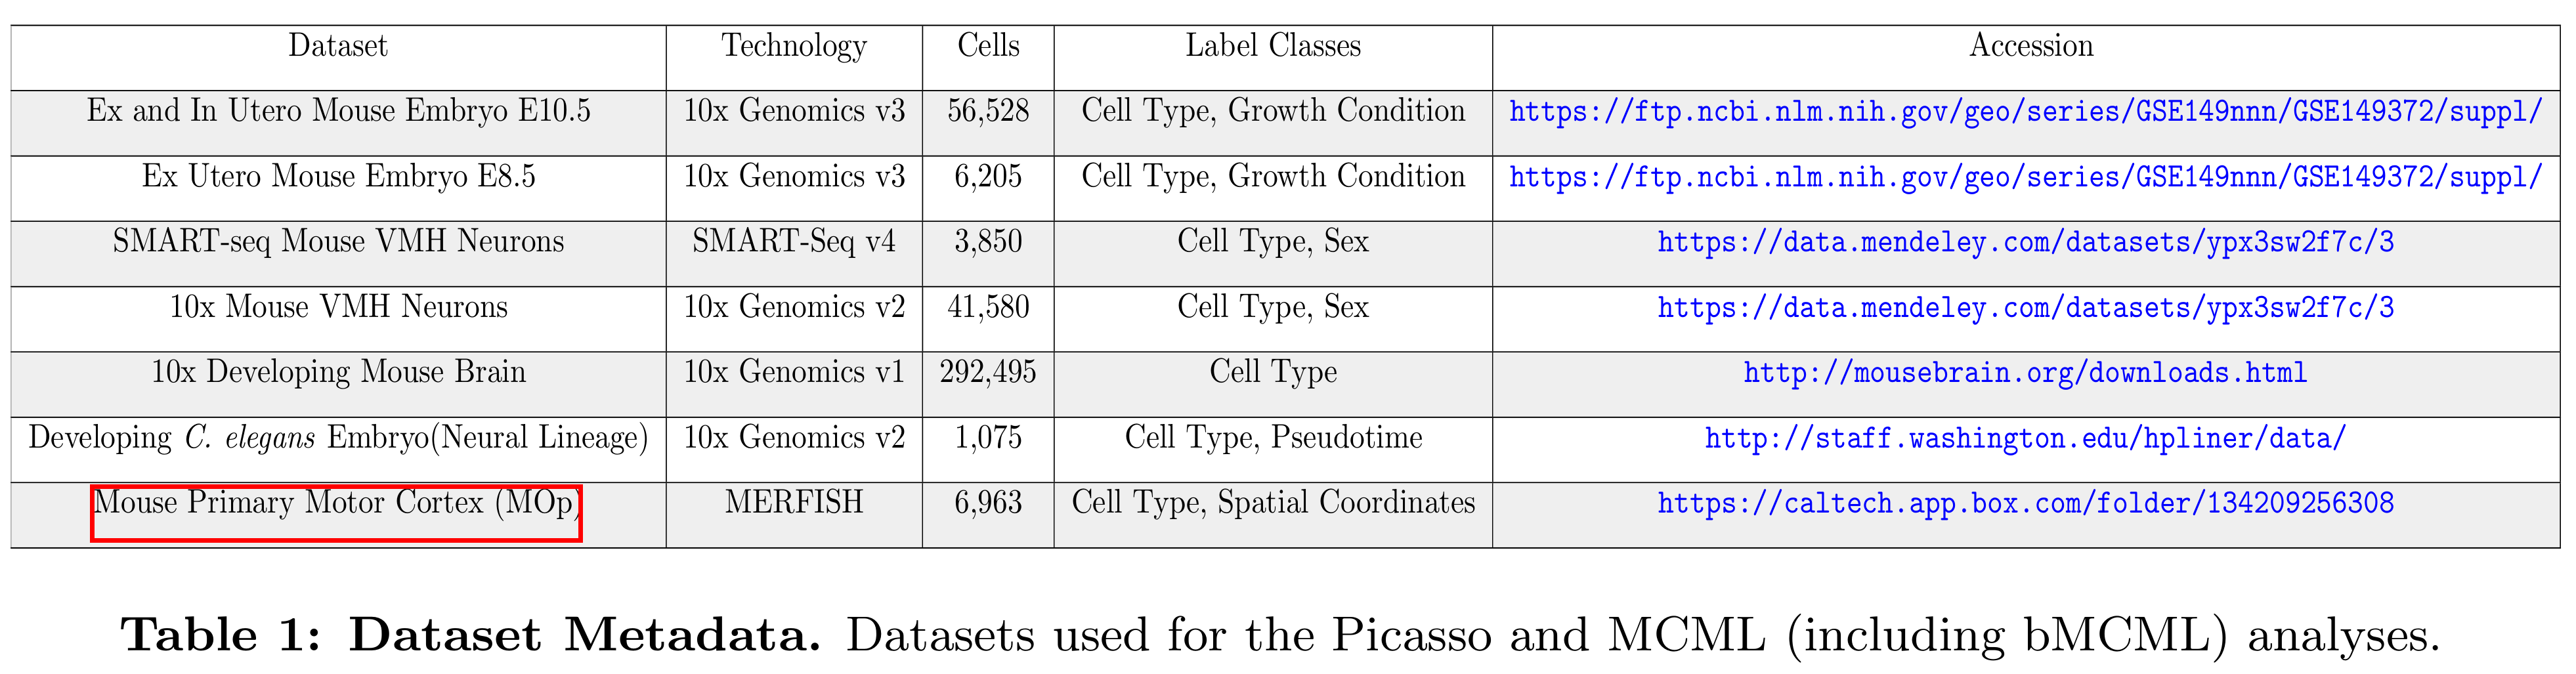 Dataset Technology Cells Label Classes Accession
Ex and In Utero Mouse Embryo E10.5 10x Genomics v3 56,528 Cell Type, Growth Condition https://ftp.ncbi.nlm.nih.gov/geo/series/GSE149nnn/GSE149372/suppl/
Ex Utero Mouse Embryo E8.5 10x Genomics v3 6,205 Cell Type, Growth Condition https://ftp.ncbi.nlm.nih.gov/geo/series/GSE149nnn/GSE149372/suppl/
SMART-seq Mouse VMH Neurons SMART-Seq v4 3,850 Cell Type, Sex https://data.mendeley.com/datasets/ypx3sw2f7c/3
10x Mouse VMH Neurons 10x Genomics v2 41,580 Cell Type, Sex https://data.mendeley.com/datasets/ypx3sw2f7c/3
10x Developing Mouse Brain 10x Genomics v1 292,495 Cell Type http://mousebrain.org/downloads.html
Developing C. elegans Embryo(Neural Lineage) 10x Genomics v2 1,075 Cell Type, Pseudotime http://staff.washington.edu/hpliner/data/
Mouse Primary Motor Cortex (MOp) MERFISH 6,963 Cell Type, Spatial Coordinates https://caltech.app.box.com/folder/134209256308
Table 1: Dataset Metadata. Datasets used for the Picasso and MCML (including bMCML) analyses.